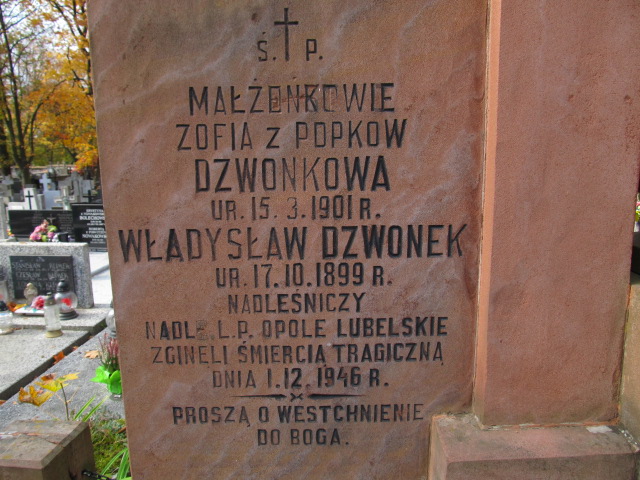 Ś. P.
MAŁŻONKOWIE
ZOFIA Z POPKÓW
DZWONKOWA
UR. 15. 3. 1901 R.
WŁADYSŁAW DZWONEK
UR. 17. 10. 1899 R.
NADLEŚNICZY
NADLE. L.P. OPOLE LUBELSKIE
ZGINĘLI ŚMIERCIĄ TRAGICZNĄ
DNIA 1. 12. 1946 R.
PROSZĄ O WESTCHNIENIE
DO BOGA.